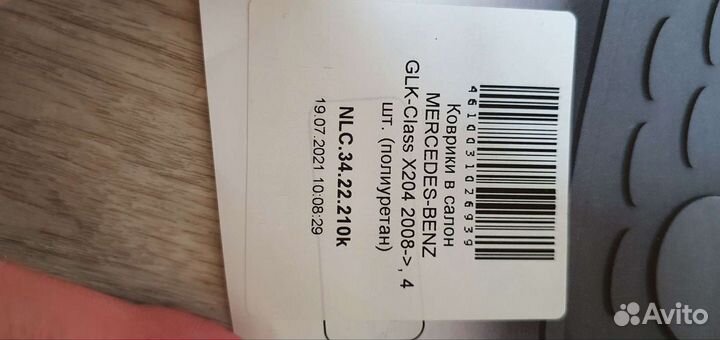 4610031026939
Коврики в салон
MERCEDES-BENZ
GLK-Class X204 2008->, 4
шт. (полиуретан)
NLC.34.22.210k
19.07.2021 10:08:29
Avito